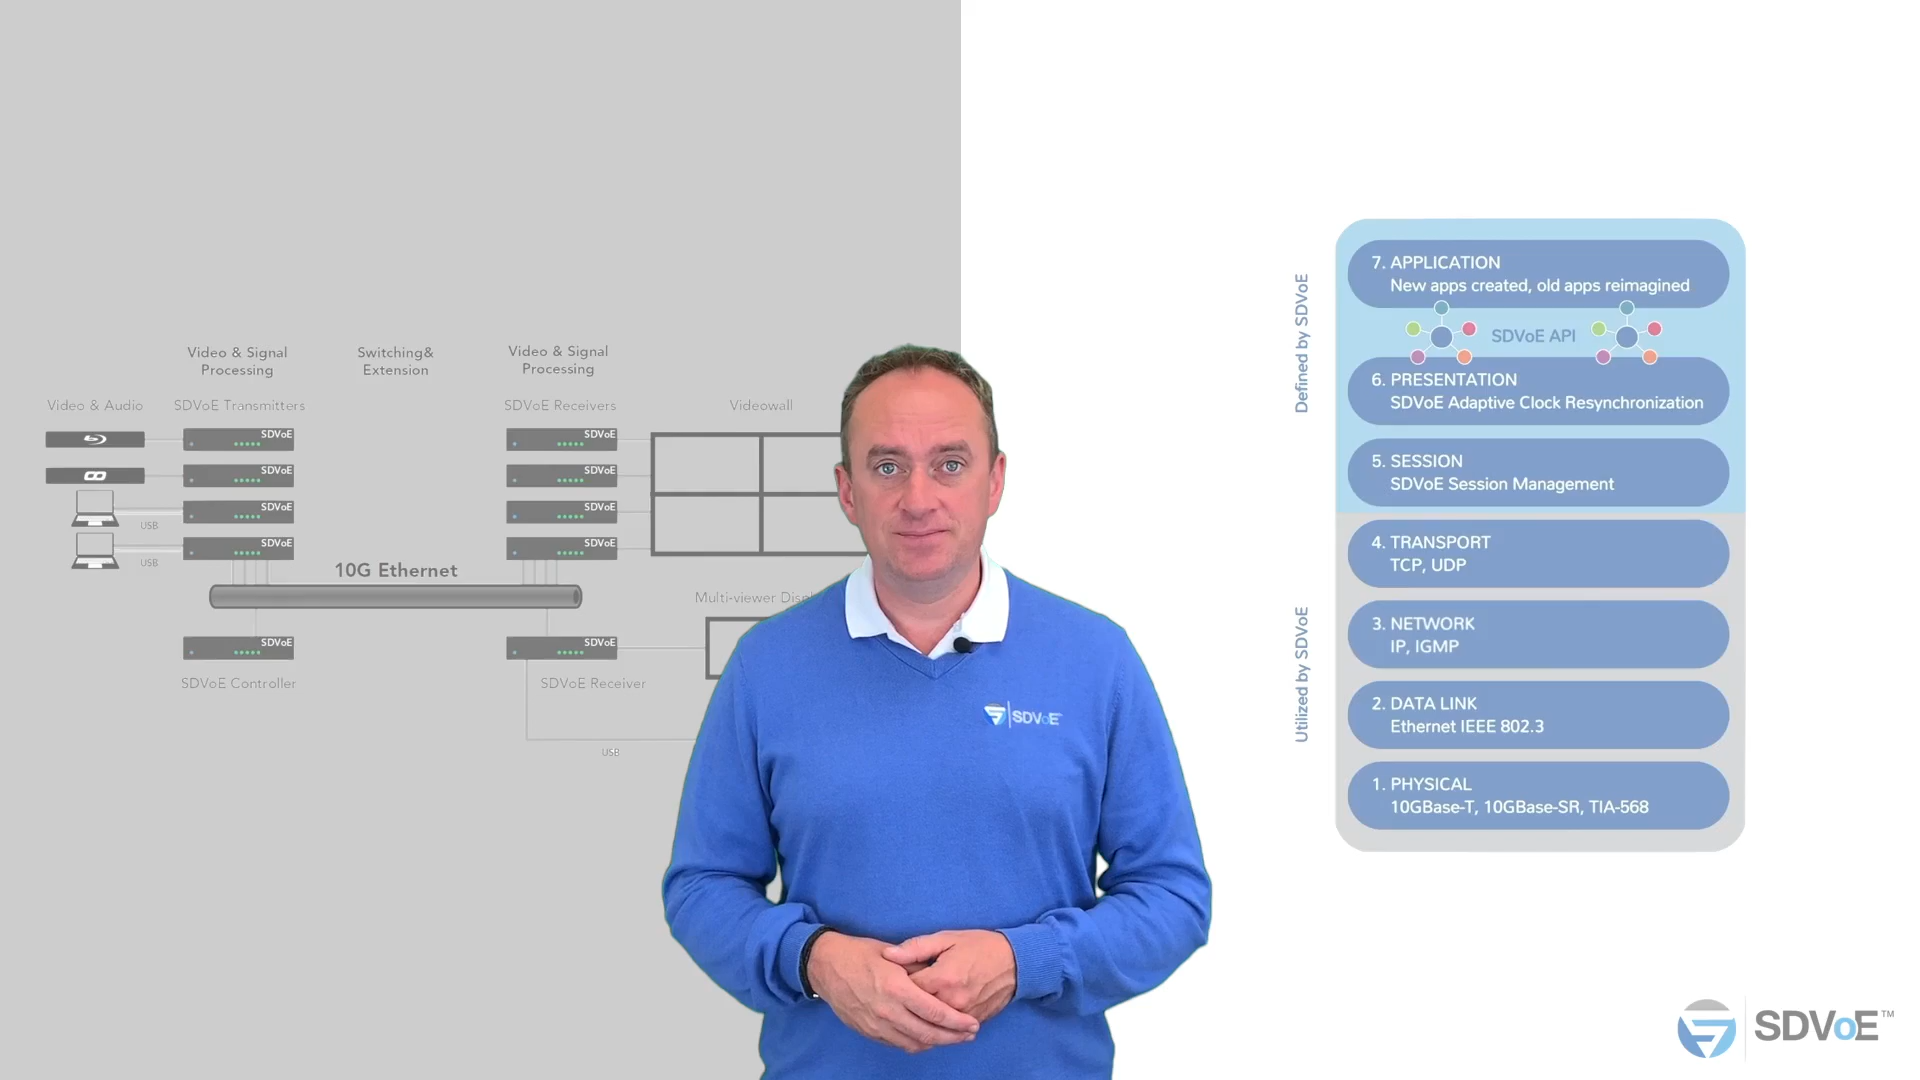 Video & Signal
Processing
Switching&
Extension
Video & Signal
Processing
Video & Audio
SDVoE Transmitters
SDVoE Receivers
Videowall
SDVoE
SDVoE
SDVoE
SDVoE
SDVoE
SDVoE
USB
SDVoE
SDVoE
USB
10G Ethernet
Multi-viewer
SDVoE
SDVoE
SDVoE Controller
SDVoE Receiver
USB
SDVoE
Defined by SDVoE
7. APPLICATION
New apps created, old apps reimagined
SDVoE API
6. PRESENTATION
SDVoE Adaptive Clock Resynchronization
5. SESSION
SDVoE Session Management
Utilized by SDVoE
4. TRANSPORT
TCP, UDP
3. NETWORK
IP, IGMP
2. DATA LINK
Ethernet IEEE 802.3
1. PHYSICAL
10GBase-T, 10GBase-SR, TIA-568
SDVoE™